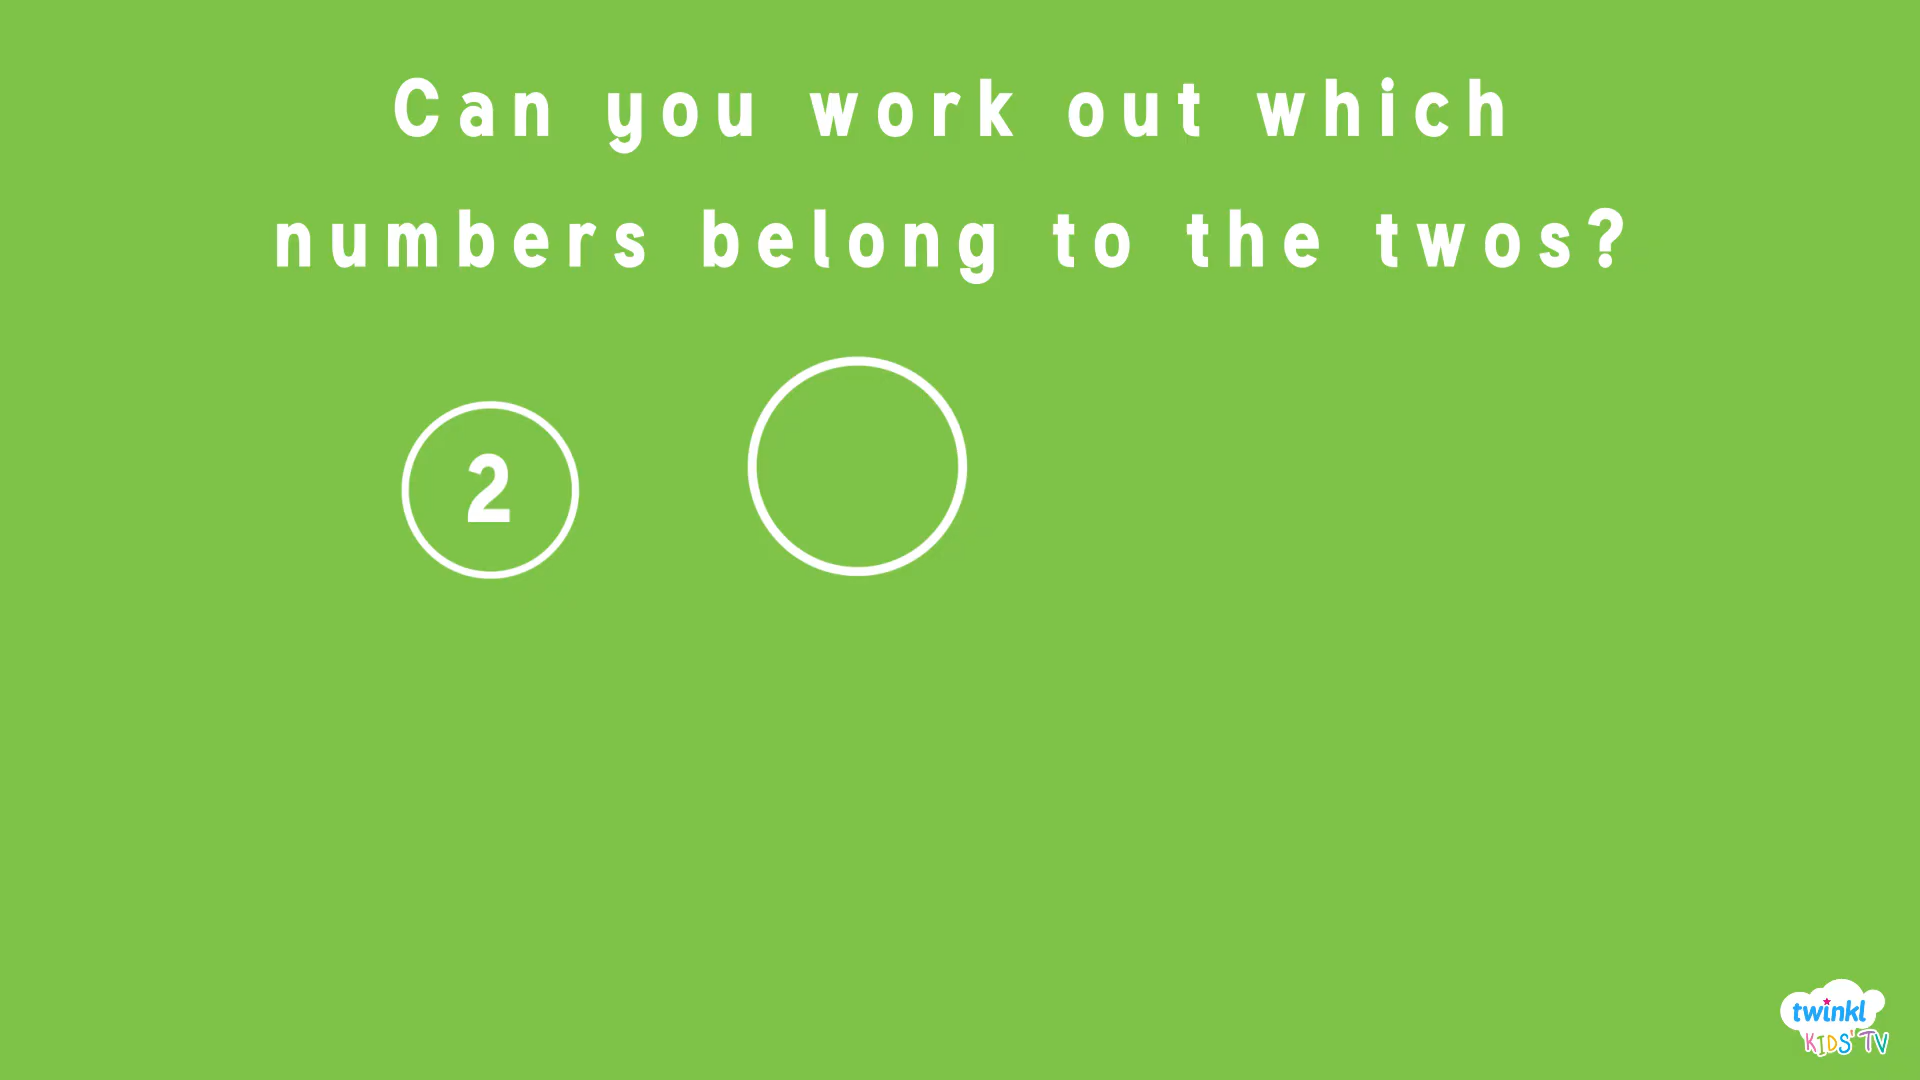 Can you work out which
numbers belong to the twos?
2
twinkl
KIDS' TV